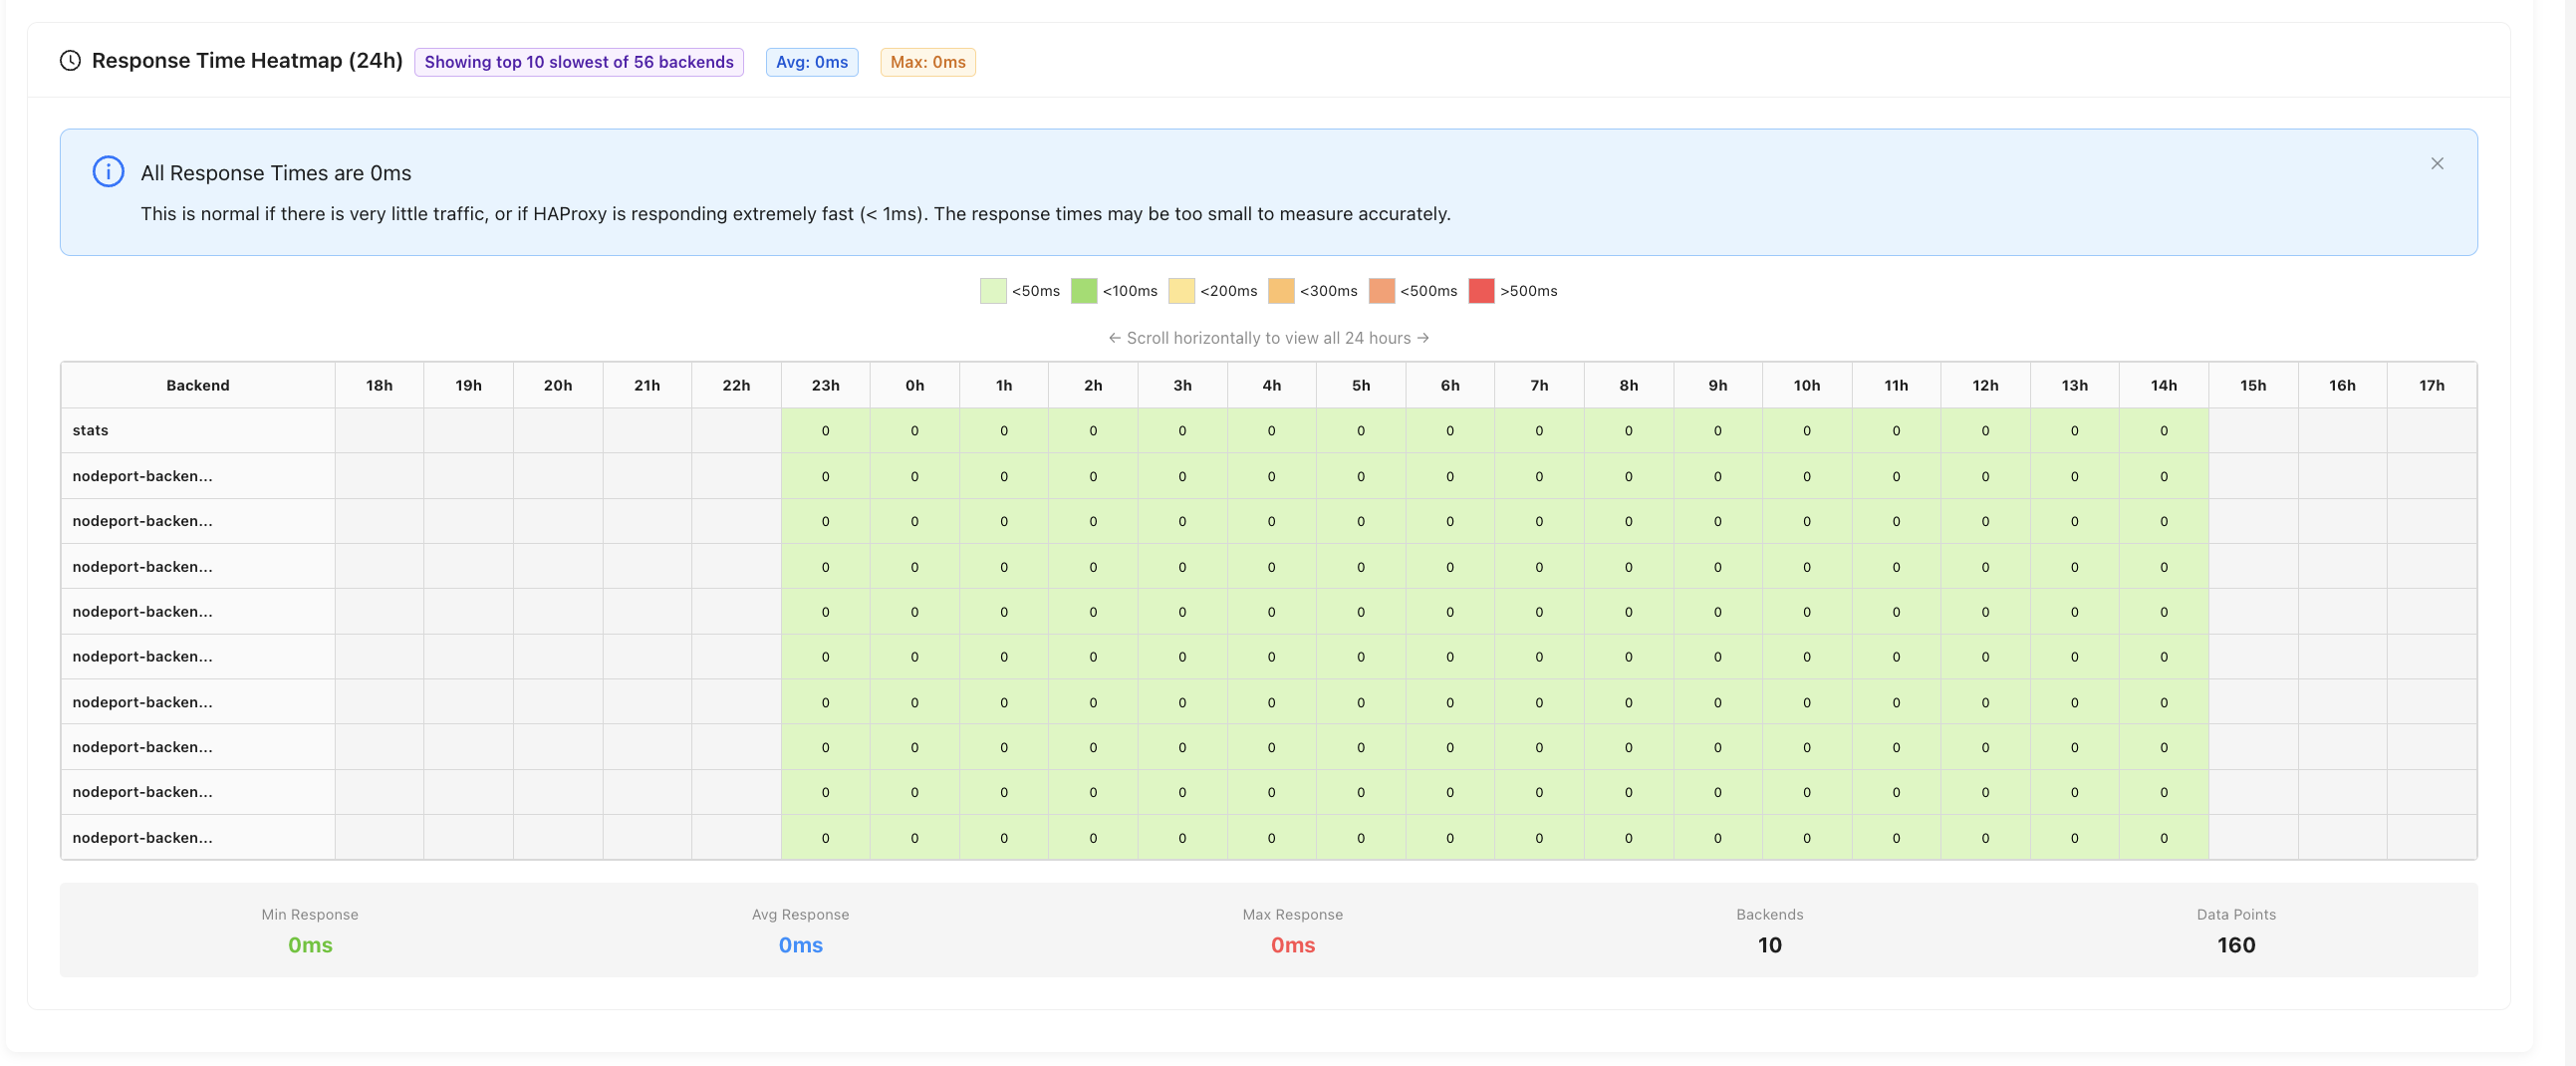 Response Time Heatmap (24h) Showing top 10 slowest of 56 backends Avg: 0ms Max: 0ms
All Response Times are 0ms
This is normal if there is very little traffic, or if HAProxy is responding extremely fast (< 1ms). The response times may be too small to measure accurately.
<50ms <100ms <200ms <300ms <500ms >500ms
← Scroll horizontally to view all 24 hours →
Backend 18h 19h 20h 21h 22h 23h 0h 1h 2h 3h 4h 5h 6h 7h 8h 9h 10h 11h 12h 13h 14h 15h 16h 17h
stats 0 0 0 0 0 0 0 0 0 0 0 0 0 0 0 0
nodeport-backen... 0 0 0 0 0 0 0 0 0 0 0 0 0 0 0 0
nodeport-backen... 0 0 0 0 0 0 0 0 0 0 0 0 0 0 0 0
nodeport-backen... 0 0 0 0 0 0 0 0 0 0 0 0 0 0 0 0
nodeport-backen... 0 0 0 0 0 0 0 0 0 0 0 0 0 0 0 0
nodeport-backen... 0 0 0 0 0 0 0 0 0 0 0 0 0 0 0 0
nodeport-backen... 0 0 0 0 0 0 0 0 0 0 0 0 0 0 0 0
nodeport-backen... 0 0 0 0 0 0 0 0 0 0 0 0 0 0 0 0
nodeport-backen... 0 0 0 0 0 0 0 0 0 0 0 0 0 0 0 0
nodeport-backen... 0 0 0 0 0 0 0 0 0 0 0 0 0 0 0 0
Min Response Avg Response Max Response Backends Data Points
0ms 0ms 0ms 10 160